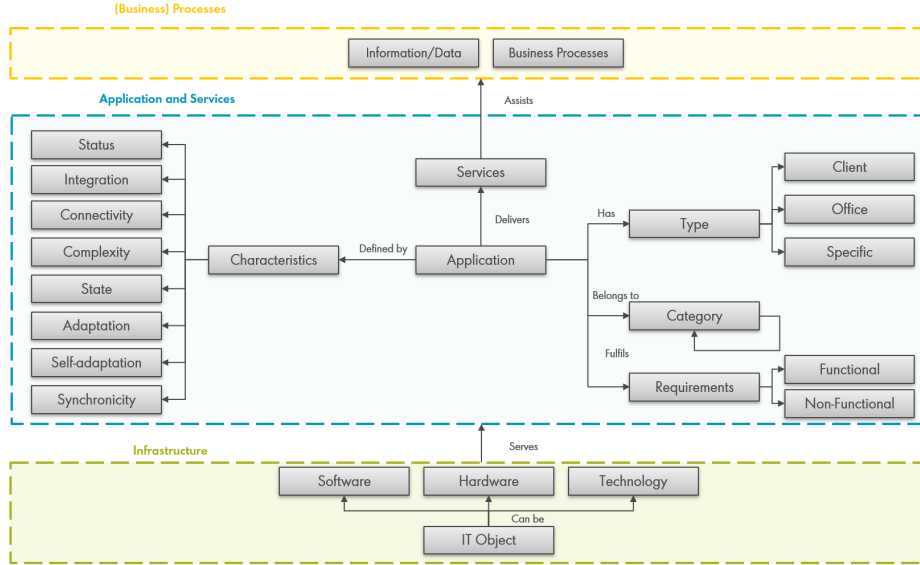 (Business) Processes
Information/Data
Business Processes
Assists
Application and Services
Status
Integration
Connectivity
Complexity
State
Adaptation
Self-adaptation
Synchronicity
Characteristics
Defined by
Services
Delivers
Application
Has
Type
Client
Office
Specific
Belongs to
Category
Fulfils
Requirements
Functional
Non-Functional
Serves
Infrastructure
Software
Hardware
Technology
Can be
IT Object